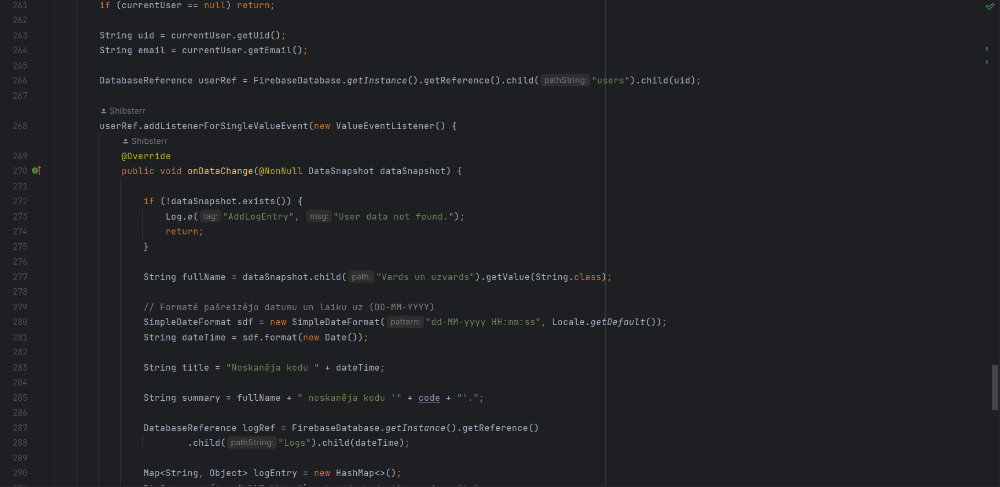 261 if (currentUser == null) return;
262
263 String uid = currentUser.getUid();
264 String email = currentUser.getEmail();
265
266 DatabaseReference userRef = FirebaseDatabase.getInstance().getReference().child( pathString: "users").child(uid);
267
Shibsterr
268 userRef.addListenerForSingleValueEvent(new ValueEventListener() {
Shibsterr
269 @Override
270 public void onDataChange(@NonNull DataSnapshot dataSnapshot) {
271
272 if (!dataSnapshot.exists()) {
273 Log.e( tag: "AddLogEntry", msg: "User data not found.");
274 return;
275 }
276
277 String fullName = dataSnapshot.child( path: "Vards un uzvards").getValue(String.class);
278
279 // Formatē pašreizējo datumu un laiku uz (DD-MM-YYYY)
280 SimpleDateFormat sdf = new SimpleDateFormat( pattern: "dd-MM-yyyy HH:mm:ss", Locale.getDefault());
281 String dateTime = sdf.format(new Date());
282
283 String title = "Noskanēja kodu " + dateTime;
284
285 String summary = fullName + " noskanēja kodu '" + code + "'.";
286
287 DatabaseReference logRef = FirebaseDatabase.getInstance().getReference()
288 .child( pathString: "Logs").child(dateTime);
289
290 Map<String, Object> logEntry = new HashMap<>();